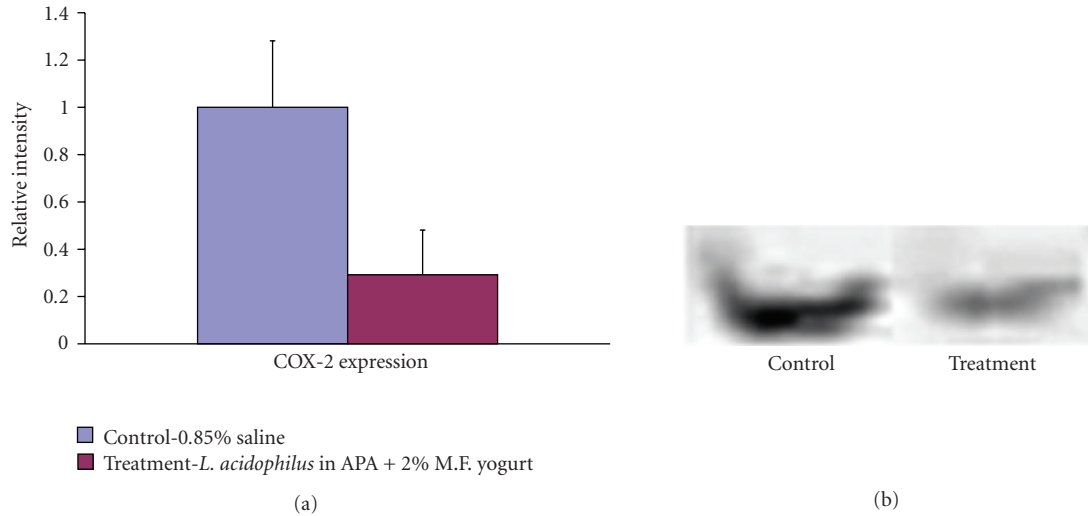 1.4
1.2
1
0.8
0.6
0.4
0.2
0
Relative intensity
COX-2 expression
Control-0.85% saline
Treatment-L. acidophilus in APA + 2% M.F. yogurt
(a)
Control Treatment
(b)